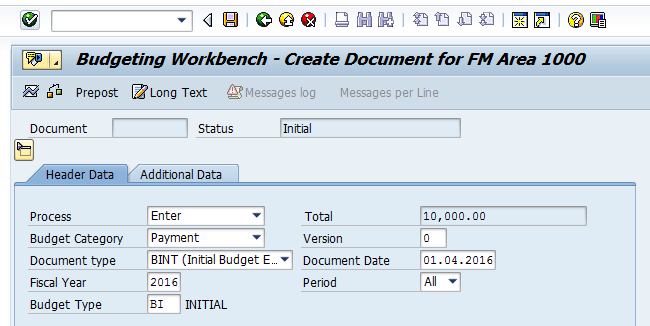 Budgeting Workbench - Create Document for FM Area 1000
Prepost Long Text Messages log Messages per Line
Document Status Initial
Header Data Additional Data
Process Enter Total 10,000.00
Budget Category Payment Version 0
Document type BINT (Initial Budget E... Document Date 01.04.2016
Fiscal Year 2016 Period All
Budget Type BI INITIAL